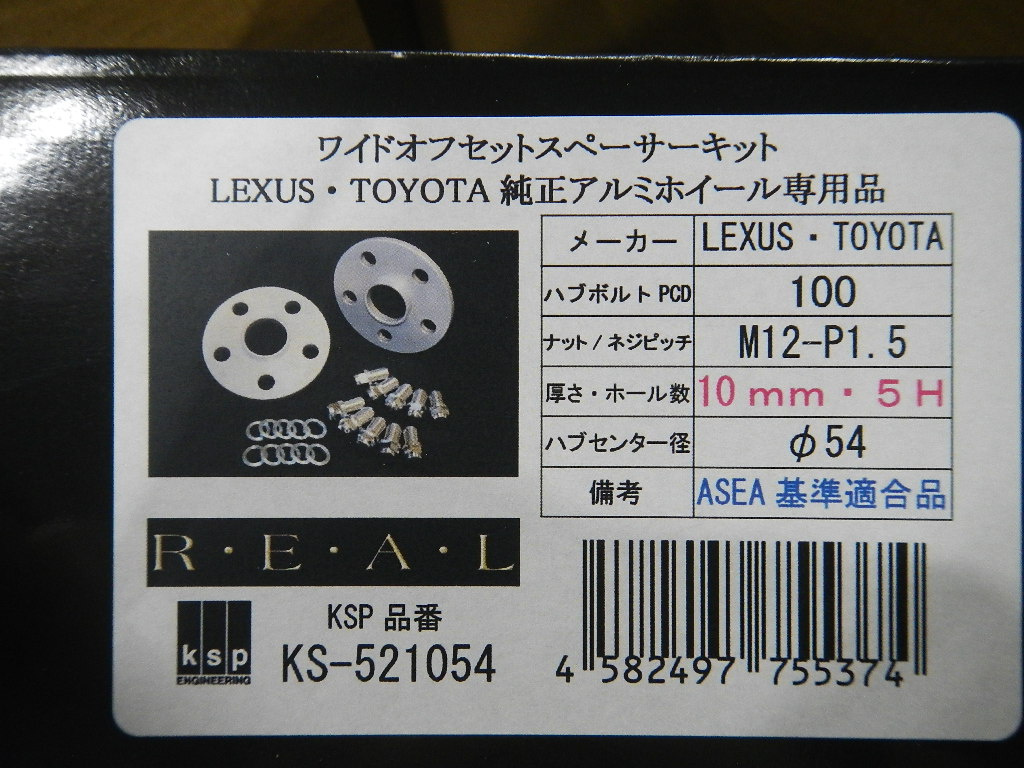 ワイドオフセットスペーサーキット
LEXUS・TOYOTA 純正アルミホイール専用品
メーカー LEXUS・TOYOTA
ハブボルトPCD 100
ナット/ネジピッチ M12-P1.5
厚さ・ホール数 10mm・5H
ハブセンター径 φ54
備考 ASEA 基準適合品
R・E・A・L
ksp
ENGINEERING
KSP 品番
KS-521054
4 582497 755374